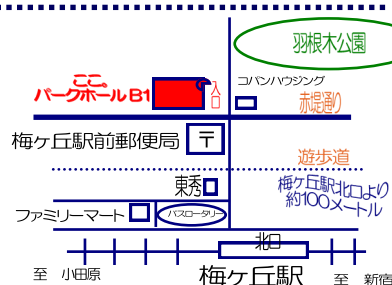 羽根木公園
ここ。
パークホールB1
入口
コバンハウジング
赤堤通り
梅ヶ丘駅前郵便局
〒
遊歩道
東秀
梅ヶ丘駅北口より
約100メートル
ファミリーマート
バスロータリー
北口
至 小田原
梅ヶ丘駅
至 新宿